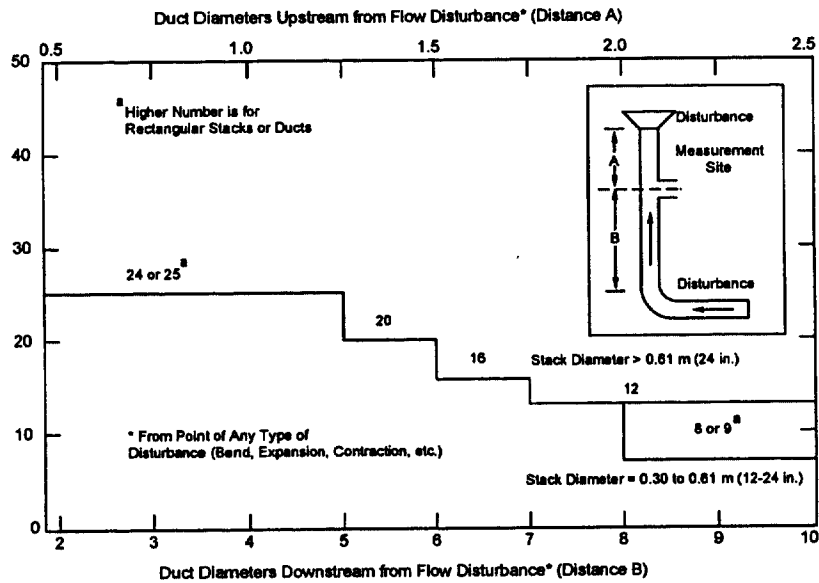 Duct Diameters Upstream from Flow Disturbance* (Distance A)
0.5 1.0 1.5 2.0 2.5
50
a Higher Number is for
Rectangular Stacks or Ducts
40
30
20
10
0
Disturbance
A
Measurement
Site
B
Disturbance
24 or 25 a
20
16
Stack Diameter > 0.61 m (24 in.)
12
8 or 9 a
* From Point of Any Type of
Disturbance (Bend, Expansion, Contraction, etc.)
Stack Diameter = 0.30 to 0.61 m (12-24 in.)
2 3 4 5 6 7 8 9 10
Duct Diameters Downstream from Flow Disturbance* (Distance B)